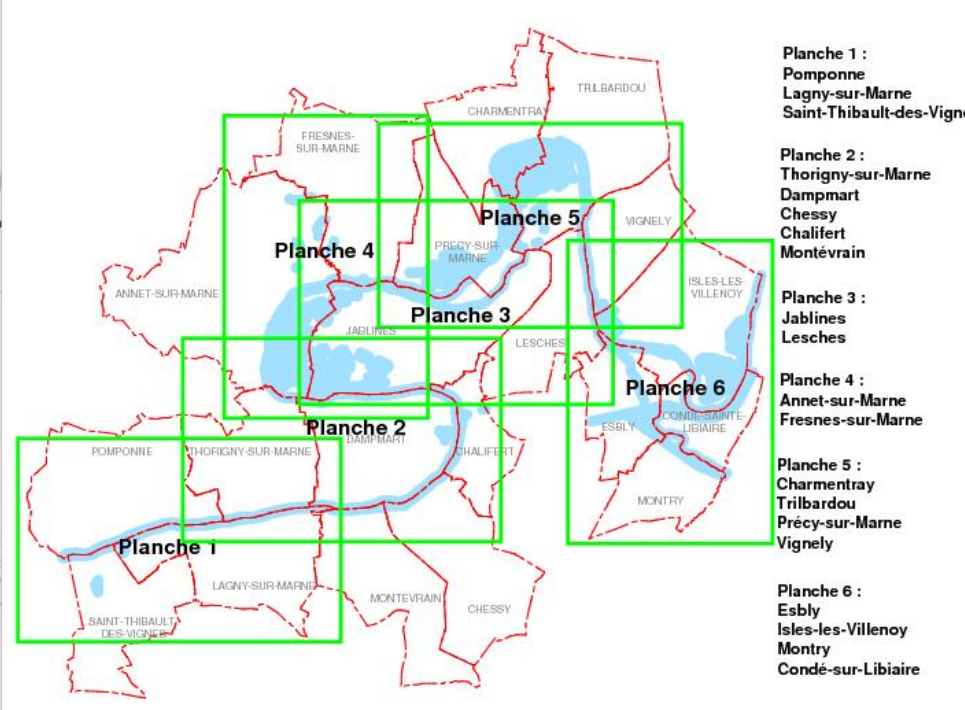 TRILBARDOU
CHARMENTRAY
FRESNES-
SUR-MARNE
Planche 5
VIGNELY
Planche 4
PRECY-SUR-
MARNE
ANNET-SUR-MARNE
ISLES-LES-
VILLENOY
Planche 3
JABLINES
LESCHES
Planche 6
CONDE-SAINTE-
LIBIAIRE
ESBLY
Planche 2
DAMPMART
POMPONNE
THORIGNY-SUR-MARNE
CHALIFERT
MONTRY
Planche 1
LAGNY-SUR-MARNE
MONTEVRAIN
CHESSY
SAINT-THIBAULT-
DES-VIGNES
Planche 1 :
Pomponne
Lagny-sur-Marne
Saint-Thibault-des-Vigne
Planche 2 :
Thorigny-sur-Marne
Dampmart
Chessy
Chalifert
Montévrain
Planche 3 :
Jablines
Lesches
Planche 4 :
Annet-sur-Marne
Fresnes-sur-Marne
Planche 5 :
Charmentray
Trilbardou
Précy-sur-Marne
Vignely
Planche 6 :
Esbly
Isles-les-Villenoy
Montry
Condé-sur-Libiaire